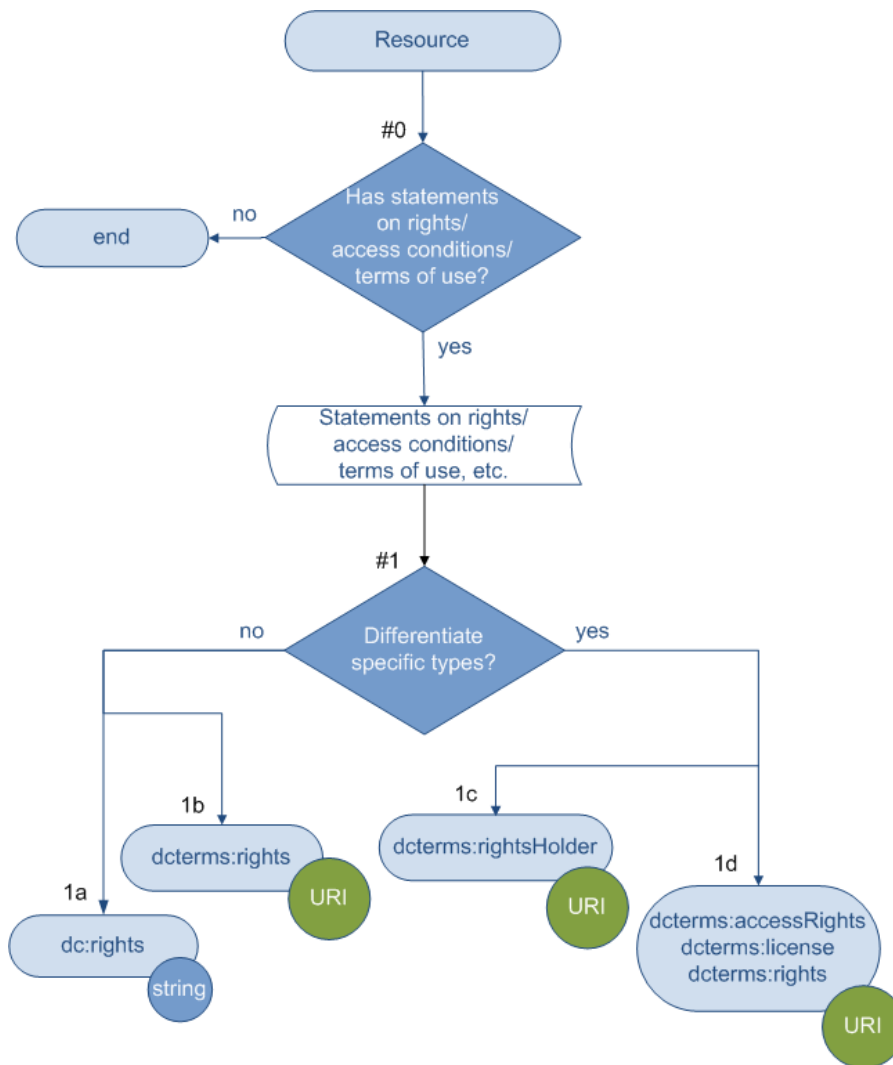 Resource
#0
Has statements
on rights/
access conditions/
terms of use?
no
end
yes
Statements on rights/
access conditions/
terms of use, etc.
#1
Differentiate
specific types?
no
yes
1b
dcterms:rights
URI
1a
dc:rights
string
1c
dcterms:rightsHolder
URI
1d
dcterms:accessRights
dcterms:license
dcterms:rights
URI